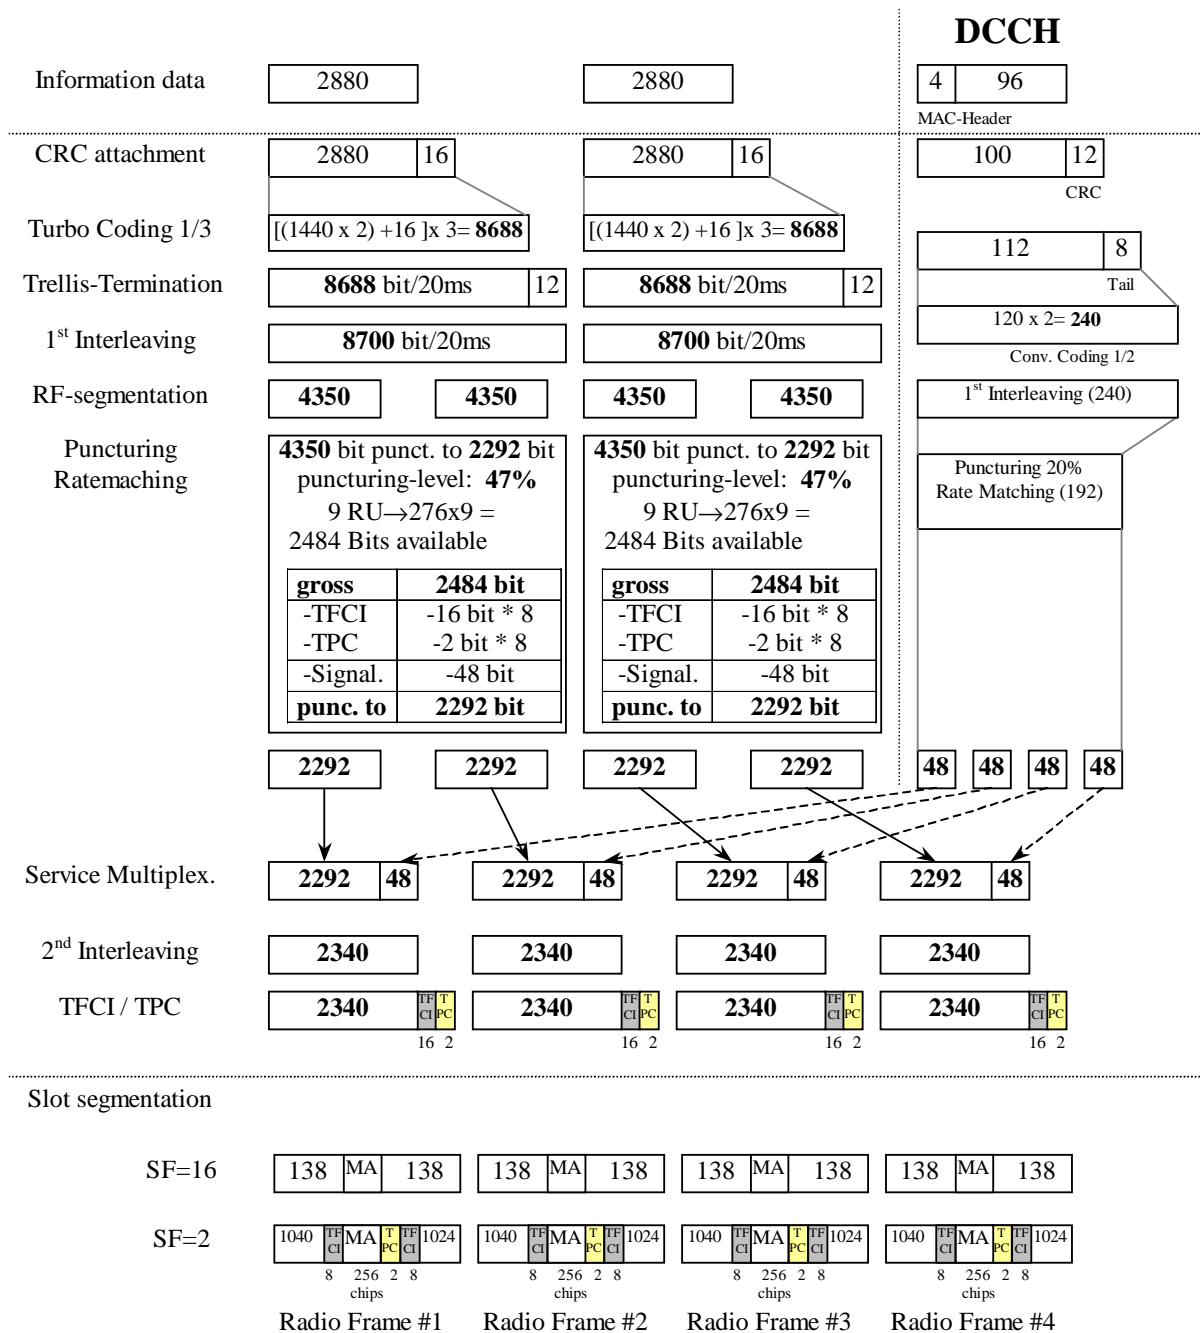 DCCH
Information data
2880
2880
4 96
MAC-Header
CRC attachment
2880 16
2880 16
100 12
CRC
Turbo Coding 1/3
[(1440 x 2) +16 ]x 3= 8688
[(1440 x 2) +16 ]x 3= 8688
112 8
Tail
Trellis-Termination
8688 bit/20ms 12
8688 bit/20ms 12
120 x 2= 240
Conv. Coding 1/2
1st Interleaving
8700 bit/20ms
8700 bit/20ms
RF-segmentation
4350 4350 4350 4350
1st Interleaving (240)
Puncturing
Ratemaching
4350 bit punct. to 2292 bit
puncturing-level: 47%
9 RU→276x9 =
2484 Bits available
gross 2484 bit
-TFCI -16 bit * 8
-TPC -2 bit * 8
-Signal. -48 bit
punc. to 2292 bit
4350 bit punct. to 2292 bit
puncturing-level: 47%
9 RU→276x9 =
2484 Bits available
gross 2484 bit
-TFCI -16 bit * 8
-TPC -2 bit * 8
-Signal. -48 bit
punc. to 2292 bit
Puncturing 20%
Rate Matching (192)
2292 2292 2292 2292 48 48 48 48
Service Multiplex.
2292 48 2292 48 2292 48 2292 48
2nd Interleaving
2340 2340 2340 2340
TFCI / TPC
2340 TF CI T PC 2340 TF CI T PC 2340 TF CI T PC 2340 TF CI T PC
16 2 16 2 16 2 16 2
Slot segmentation
SF=16
138 MA 138 138 MA 138 138 MA 138 138 MA 138
SF=2
1040 TF CI MA T PC TF CI 1024 1040 TF CI MA T PC TF CI 1024 1040 TF CI MA T PC TF CI 1024 1040 TF CI MA T PC TF CI 1024
8 256 2 8 8 256 2 8 8 256 2 8 8 256 2 8
chips chips chips chips
Radio Frame #1 Radio Frame #2 Radio Frame #3 Radio Frame #4